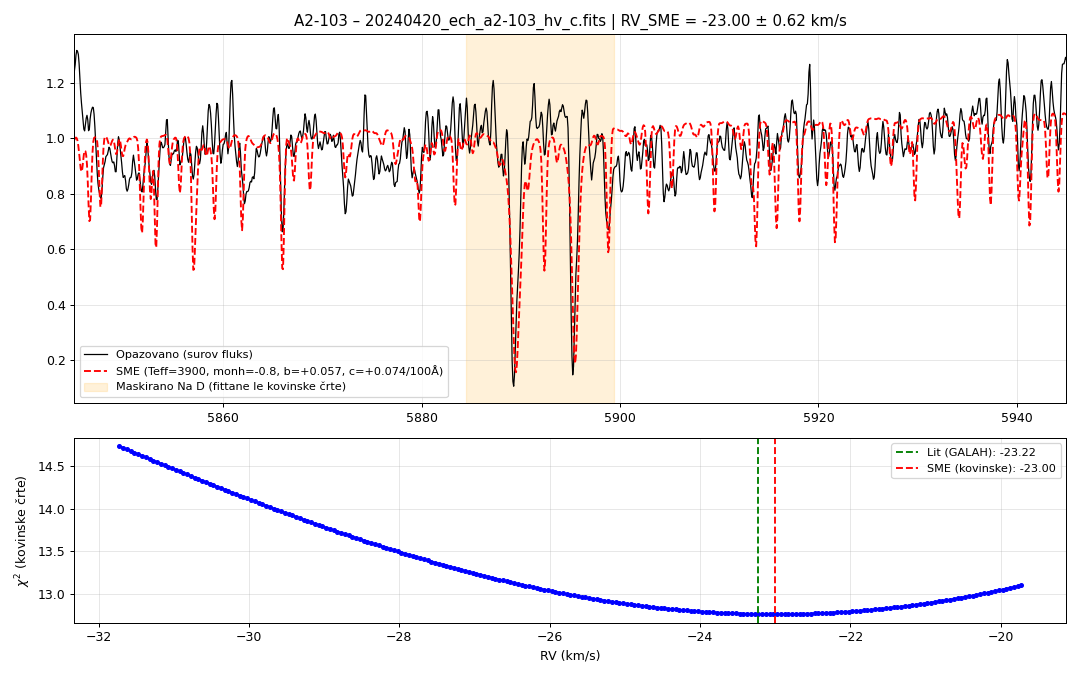 A2-103 – 20240420_ech_a2-103_hv_c.fits | RV_SME = -23.00 ± 0.62 km/s
1.2
1.0
0.8
0.6
0.4
0.2
Opazovano (surov fluks)
SME (Teff=3900, monh=-0.8, b=+0.057, c=+0.074/100Å)
Maskirano Na D (fittane le kovinske črte)
5860 5880 5900 5920 5940
14.5
14.0
13.5
13.0
χ² (kovinske črte)
Lit (GALAH): -23.22
SME (kovinske): -23.00
−32 −30 −28 −26 −24 −22 −20
RV (km/s)